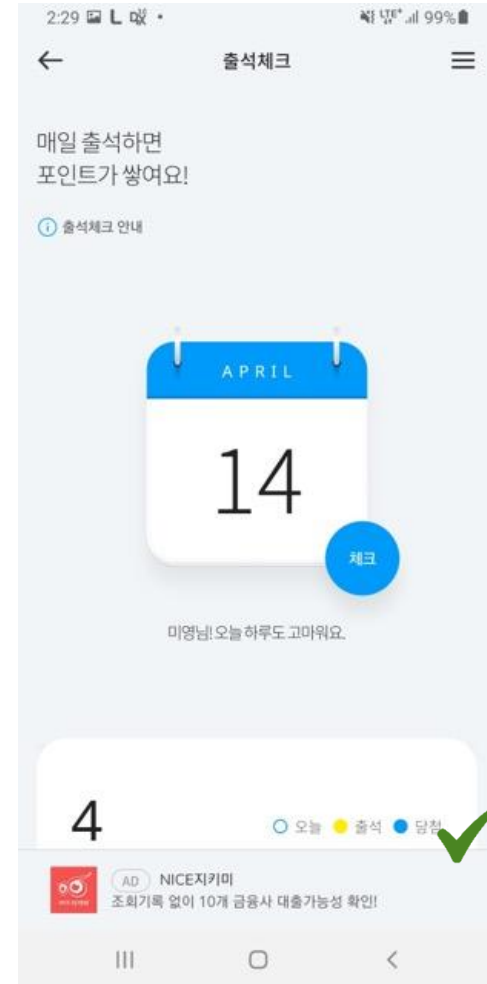 2:29
LTE+ 99%
출석체크
매일 출석하면
포인트가 쌓여요!
출석체크 안내
APRIL
14
체크
미영님! 오늘 하루도 고마워요.
4
오늘 출석 당첨
AD NICE지키미
조회기록 없이 10개 금융사 대출가능성 확인!